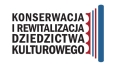 KONSERWACJA
I REWITALIZACJA
DZIEDZICTWA
KULTUROWEGO